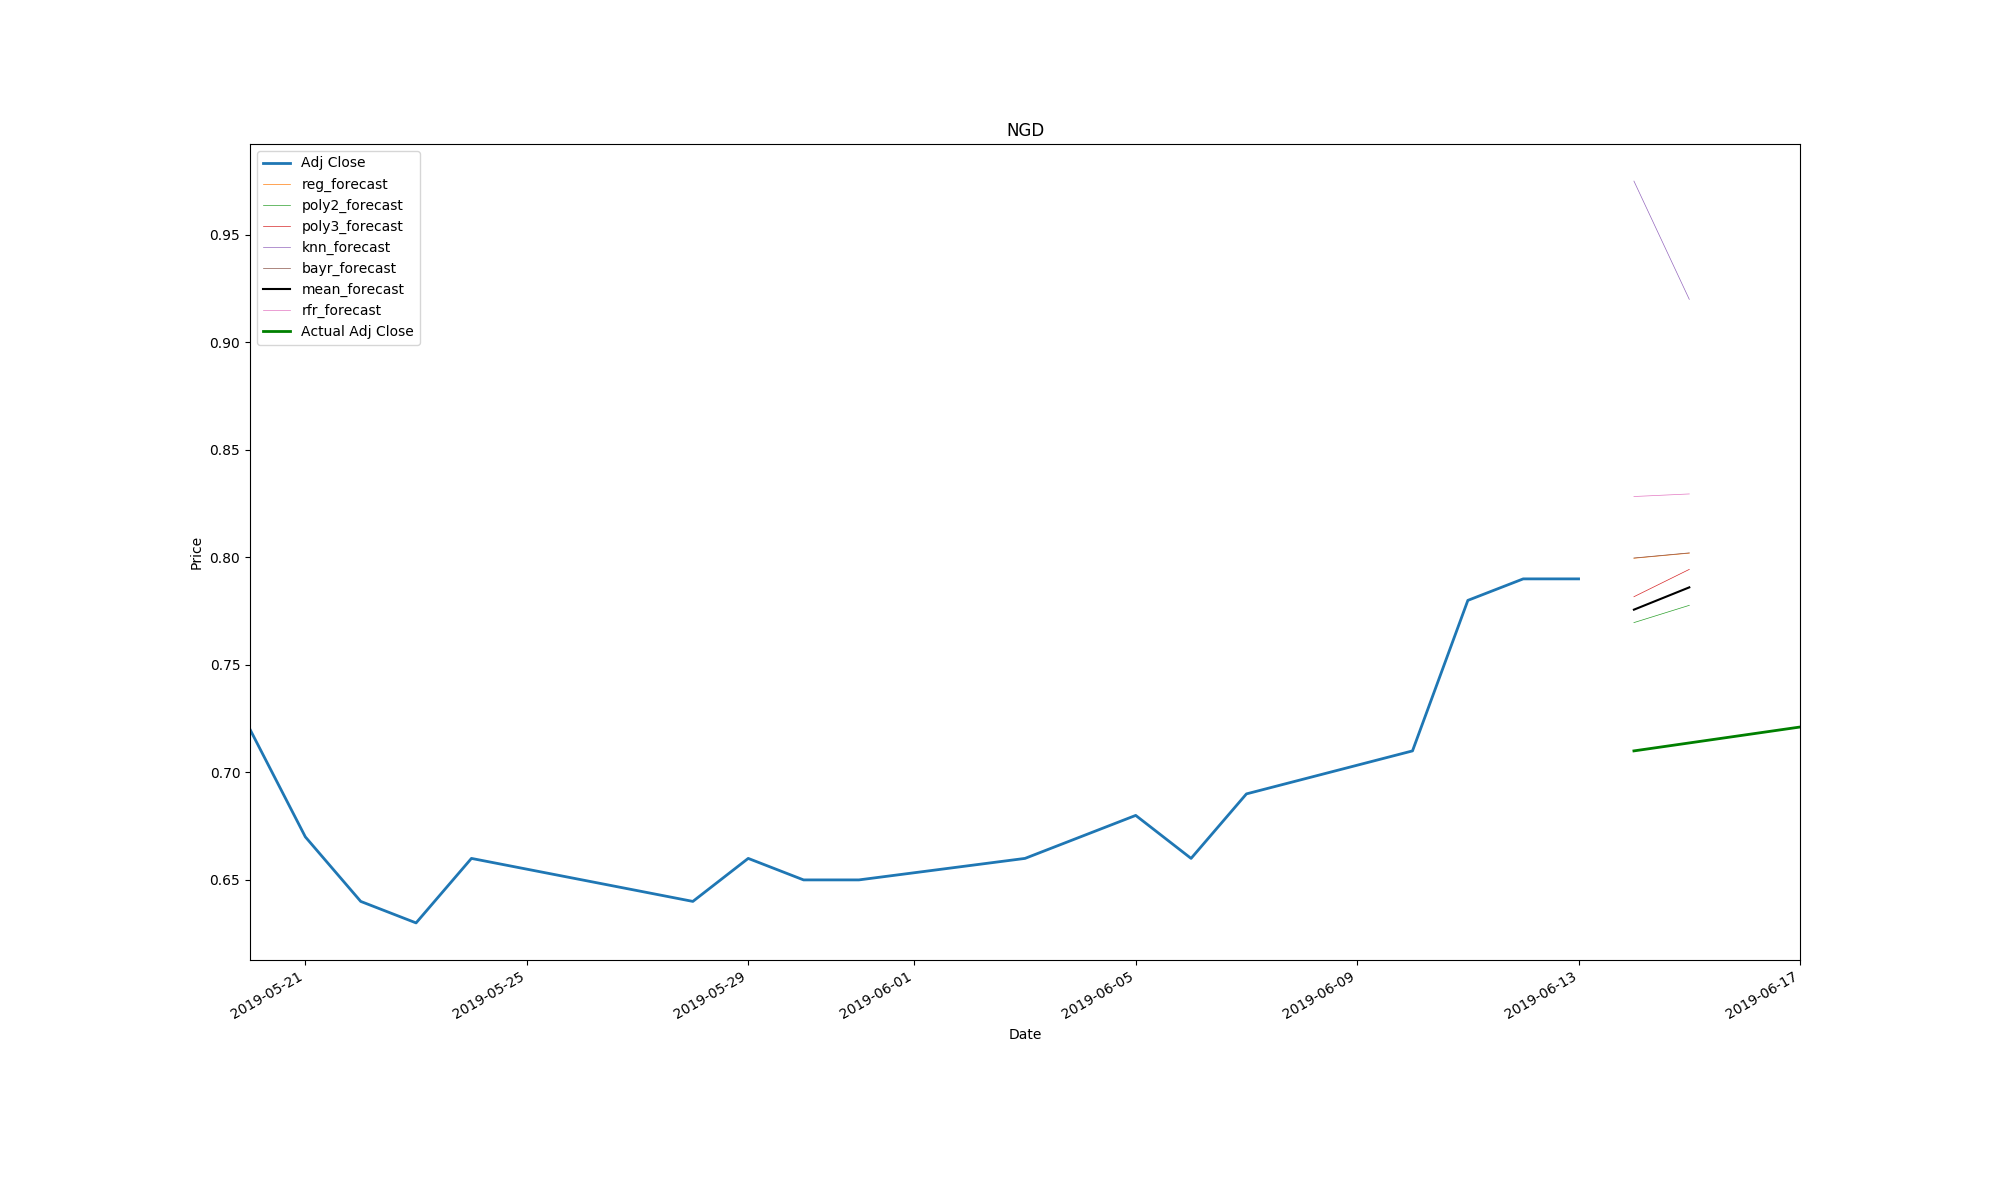 NGD
Adj Close
reg_forecast
poly2_forecast
poly3_forecast
knn_forecast
bayr_forecast
mean_forecast
rfr_forecast
Actual Adj Close
0.95
0.90
0.85
0.80
0.75
0.70
0.65
Price
2019-05-21
2019-05-25
2019-05-29
2019-06-01
2019-06-05
2019-06-09
2019-06-13
2019-06-17
Date